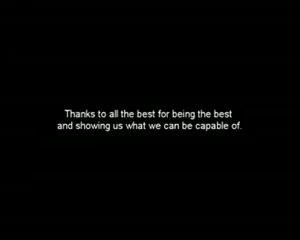 Thanks to all the best for being the best
and showing us what we can be capable of.